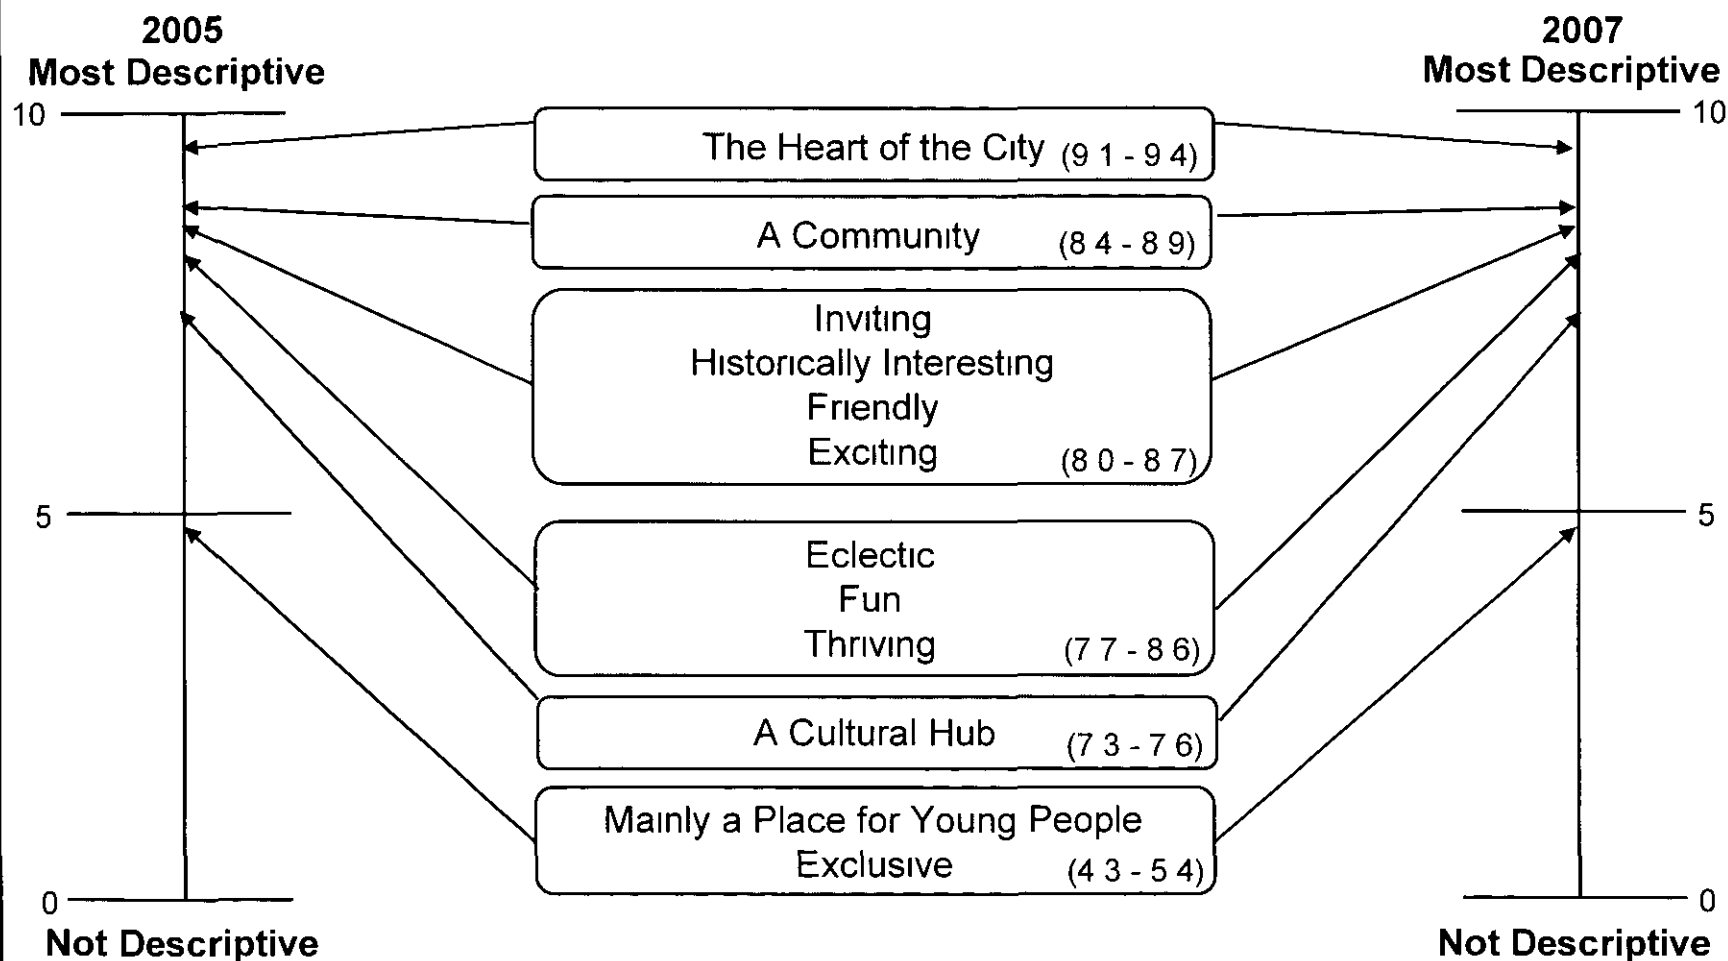 2005
Most Descriptive
2007
Most Descriptive
10
10
The Heart of the City (9 1 - 9 4)
A Community (8 4 - 8 9)
Inviting
Historically Interesting
Friendly
Exciting (8 0 - 8 7)
5
5
Eclectic
Fun
Thriving (7 7 - 8 6)
A Cultural Hub (7 3 - 7 6)
Mainly a Place for Young People
Exclusive (4 3 - 5 4)
0
0
Not Descriptive
Not Descriptive